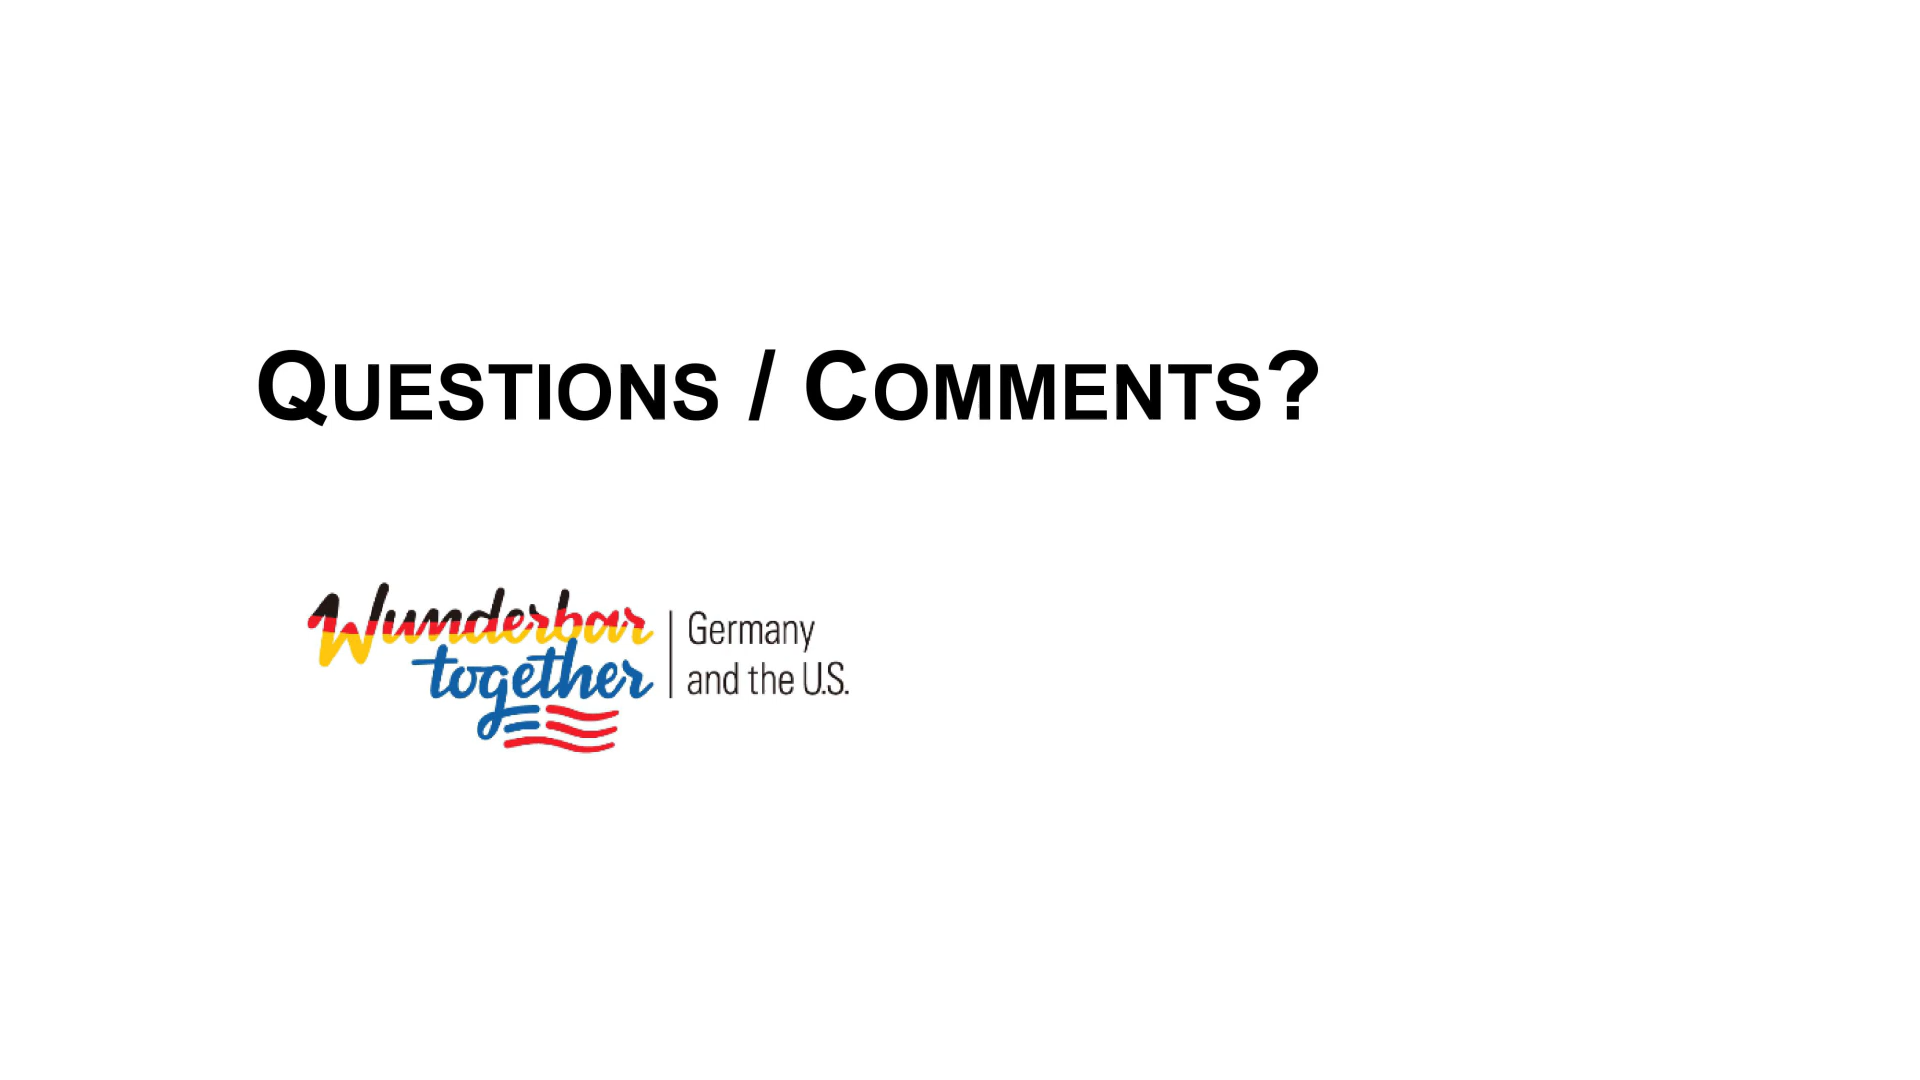 QUESTIONS / COMMENTS?
Wunderbar
together
Germany
and the U.S.